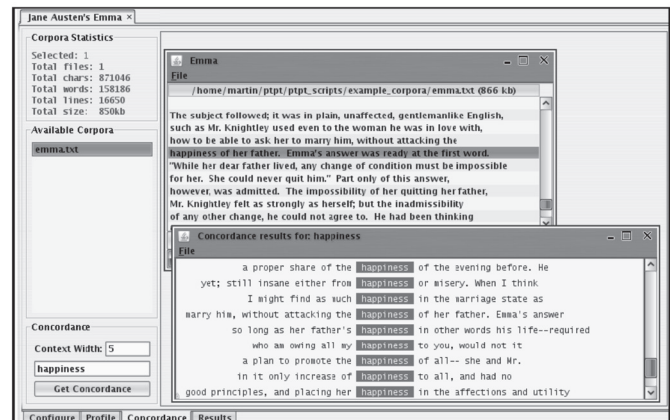 Jane Austen's Emma ×
Corpora Statistics
Selected: 1
Total files: 1
Total chars: 871046
Total words: 158186
Total lines: 16650
Total size: 850kb
Available Corpora
emma.txt
Concordance
Context Width: 5
happiness
Get Concordance
Emma
File
/home/martin/ptpt/ptpt_scripts/example_corpora/emma.txt (866 kb)
The subject followed; it was in plain, unaffected, gentlemanlike English,
such as Mr. Knightley used even to the woman he was in love with,
how to be able to ask her to marry him, without attacking the
happiness of her father. Emma's answer was ready at the first word.
"While her dear father lived, any change of condition must be impossible
for her. She could never quit him." Part only of this answer,
however, was admitted. The impossibility of her quitting her father,
Mr. Knightley felt as strongly as herself; but the inadmissibility
of any other change, he could not agree to. He had been thinking
Concordance results for: happiness
File
a proper share of the happiness of the evening before. He
yet; still insane either from happiness or misery. When I think
I might find as much happiness in the marriage state as
marry him, without attacking the happiness of her father. Emma's answer
so long as her father's happiness in other words his life--required
who am owing all my happiness to you, would not it
a plan to promote the happiness of all-- she and Mr.
in it only increase of happiness to all, and had no
good principles, and placing her happiness in the affections and utility
Configure Profile Concordance Results